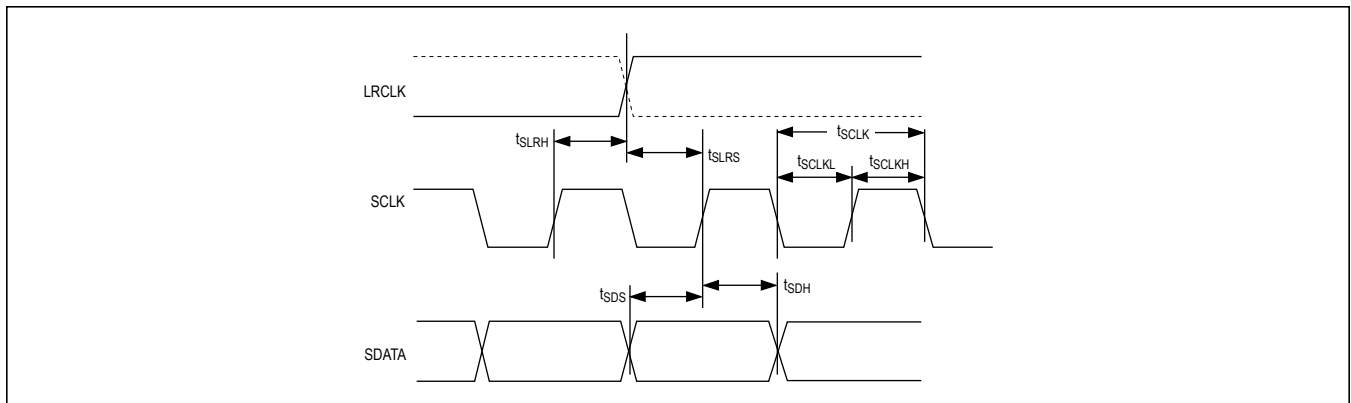 LRCLK
tSLRH
tSLRS
tSCLK
tSCLKL
tSCLKH
SCLK
tSDS
tSDH
SDATA